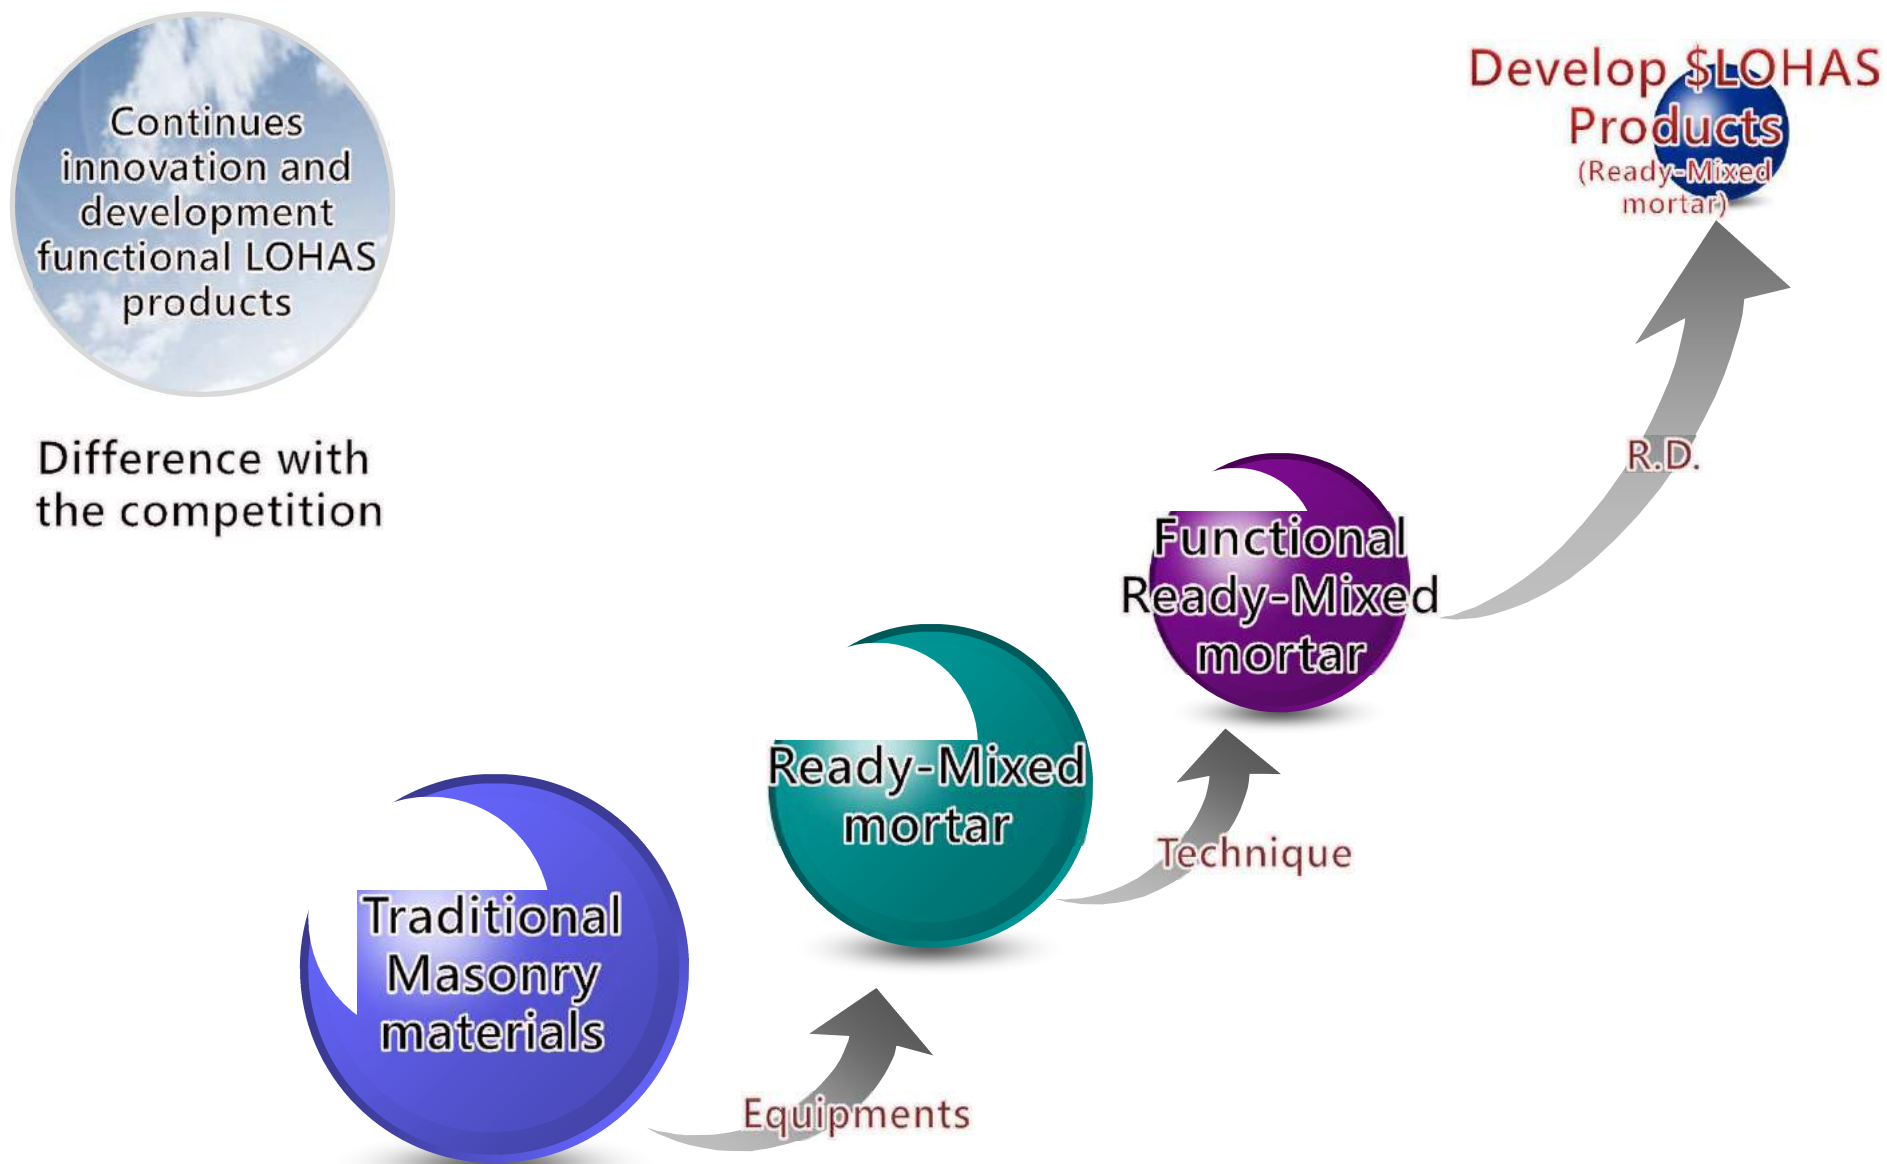 Continues
innovation and
development
functional LOHAS
products
Difference with
the competition
Develop $LOHAS
Products
(Ready-Mixed
mortar)
R.D.
Functional
Ready-Mixed
mortar
Ready-Mixed
mortar
Technique
Traditional
Masonry
materials
Equipments